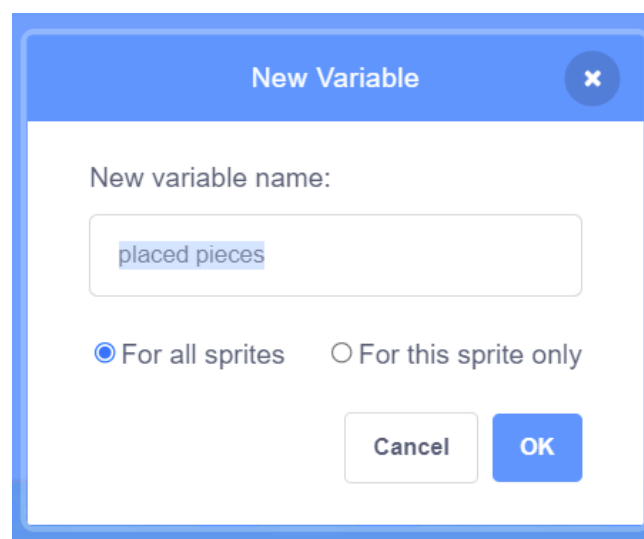 New Variable
New variable name:
placed pieces
For all sprites For this sprite only
Cancel OK